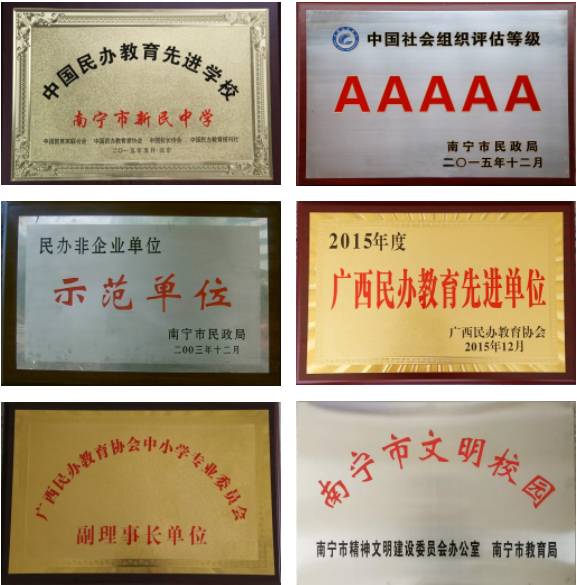 中国民办教育先进学校
南宁市新民中学
二〇一五年五月·北京
中国社会组织评估等级
AAAAA
南宁市民政局
二〇一五年十二月
民办非企业单位
示范单位
南宁市民政局
二00三年十二月
2015年度
广西民办教育先进单位
广西民办教育协会
2015年12月
广西民办教育协会中小学专业委员会
副理事长单位
南宁市文明校园
南宁市精神文明建设委员会办公室 南宁市教育局